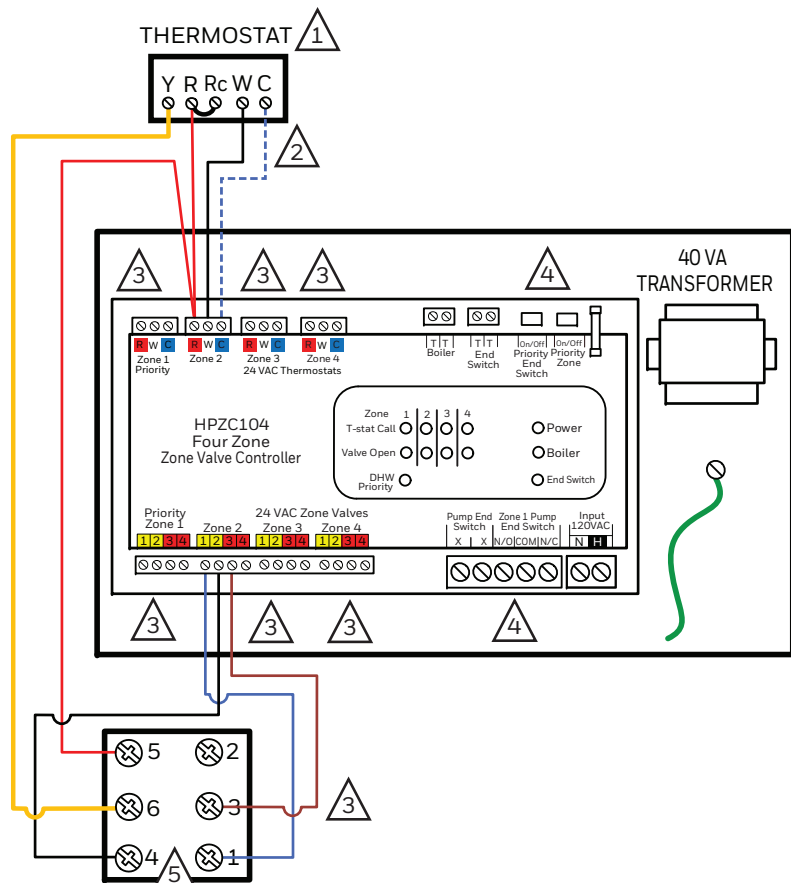 THERMOSTAT 1
Y R Rc W C
2
3 3 3 4
40 VA
TRANSFORMER
R W C R W C R W C R W C
Zone 1
Priority
Zone 2
Zone 3
Zone 4
24 VAC Thermostats
T T
Boiler
T T
End
Switch
On/Off
Priority
End
Switch
On/Off
Priority
Zone
HPZC104
Four Zone
Zone Valve Controller
Zone 1 2 3 4
T-stat Call
Valve Open
DHW
Priority
Power
Boiler
End Switch
Priority
Zone 1
24 VAC Zone Valves
Zone 2
Zone 3
Zone 4
1 2 3 4 1 2 3 4 1 2 3 4 1 2 3 4
Pump End
Switch
X X
Zone 1 Pump
End Switch
N/O COM N/C
Input
120VAC
N H
3 3 3 4
5 2
6 3
4 1
3
5